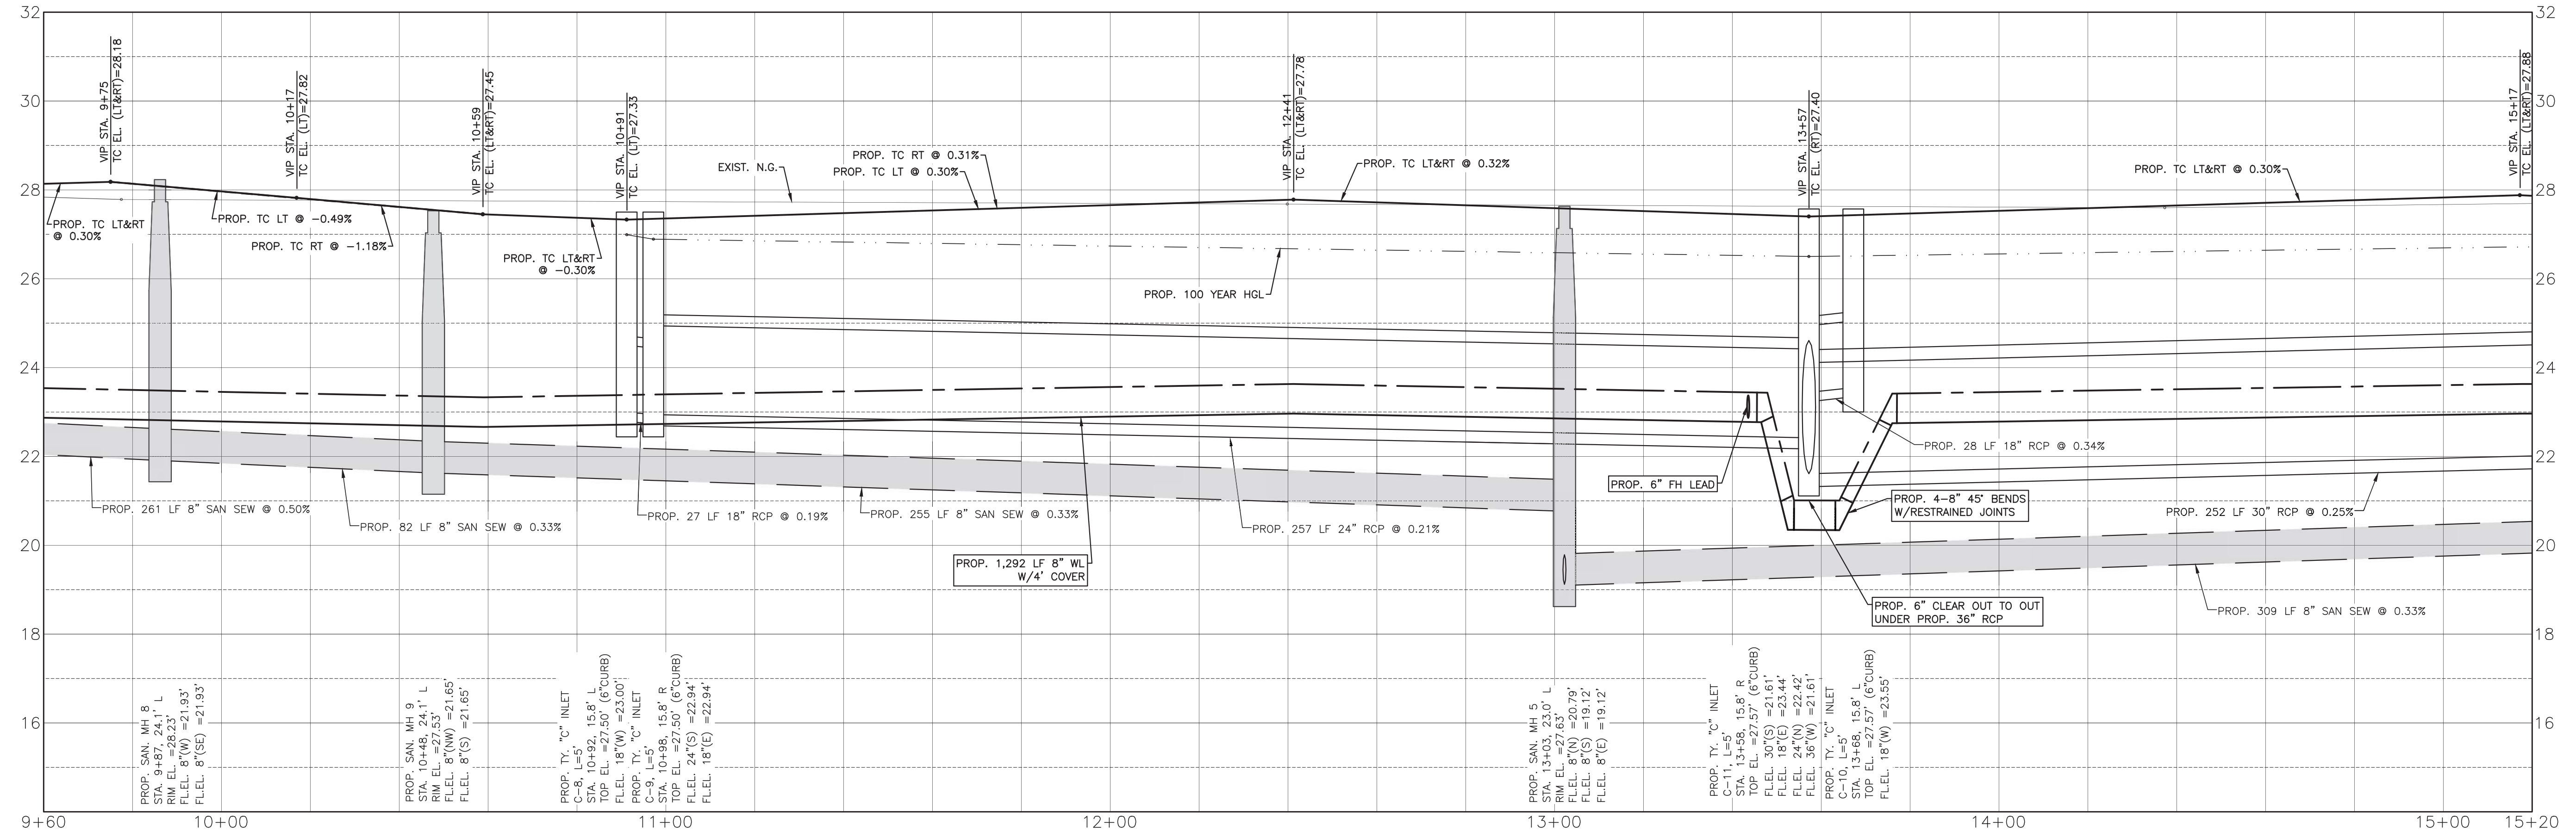 32
32
30
30
28
28
26
26
24
24
22
22
20
20
18
18
16
16
VIP STA. 9+75
TC EL. (LT&RT)=28.18
VIP STA. 10+17
TC EL. (LT)=27.82
VIP STA. 10+59
TC EL. (LT&RT)=27.45
VIP STA. 10+91
TC EL. (LT)=27.33
VIP STA. 12+41
TC EL. (LT&RT)=27.78
VIP STA. 13+57
TC EL. (RT)=27.40
VIP STA. 15+17
TC EL. (LT&RT)=27.88
PROP. TC LT&RT
@ 0.30%
PROP. TC LT @ -0.49%
PROP. TC RT @ -1.18%
PROP. TC LT&RT
@ -0.30%
EXIST. N.G.
PROP. TC RT @ 0.31%
PROP. TC LT @ 0.30%
PROP. TC LT&RT @ 0.32%
PROP. TC LT&RT @ 0.30%
PROP. 100 YEAR HGL
PROP. 261 LF 8" SAN SEW @ 0.50%
PROP. 82 LF 8" SAN SEW @ 0.33%
PROP. 27 LF 18" RCP @ 0.19%
PROP. 255 LF 8" SAN SEW @ 0.33%
PROP. 1,292 LF 8" WL
W/4' COVER
PROP. 257 LF 24" RCP @ 0.21%
PROP. 6" FH LEAD
PROP. 28 LF 18" RCP @ 0.34%
PROP. 4-8" 45° BENDS
W/RESTRAINED JOINTS
PROP. 252 LF 30" RCP @ 0.25%
PROP. 6" CLEAR OUT TO OUT
UNDER PROP. 36" RCP
PROP. 309 LF 8" SAN SEW @ 0.33%
PROP. SAN. MH 8
STA. 9+87, 24.1' L
RIM EL. =28.23'
FL.EL. 8"(W) =21.93'
FL.EL. 8"(SE) =21.93'
PROP. SAN. MH 9
STA. 10+48, 24.1' L
RIM EL. =27.53'
FL.EL. 8"(NW) =21.65'
FL.EL. 8"(S) =21.65'
PROP. TY. "C" INLET
C-8, L=5'
STA. 10+92, 15.8' L
TOP EL. =27.50' (6"CURB)
FL.EL. 18"(W) =23.00'
PROP. TY. "C" INLET
C-9, L=5'
STA. 10+98, 15.8' R
TOP EL. =27.50' (6"CURB)
FL.EL. 24"(S) =22.94'
FL.EL. 18"(E) =22.94'
PROP. SAN. MH 5
STA. 13+03, 23.0' L
RIM EL. =27.63'
FL.EL. 8"(N) =20.79'
FL.EL. 8"(S) =19.12'
FL.EL. 8"(E) =19.12'
PROP. TY. "C" INLET
C-11, L=5'
STA. 13+58, 15.8' R
TOP EL. =27.57' (6"CURB)
FL.EL. 30"(S) =21.61'
FL.EL. 18"(E) =23.44'
FL.EL. 24"(N) =22.42'
FL.EL. 36"(W) =21.61'
PROP. TY. "C" INLET
C-10, L=5'
STA. 13+68, 15.8' L
TOP EL. =27.57' (6"CURB)
FL.EL. 18"(W) =23.55'
9+60
10+00
11+00
12+00
13+00
14+00
15+00
15+20